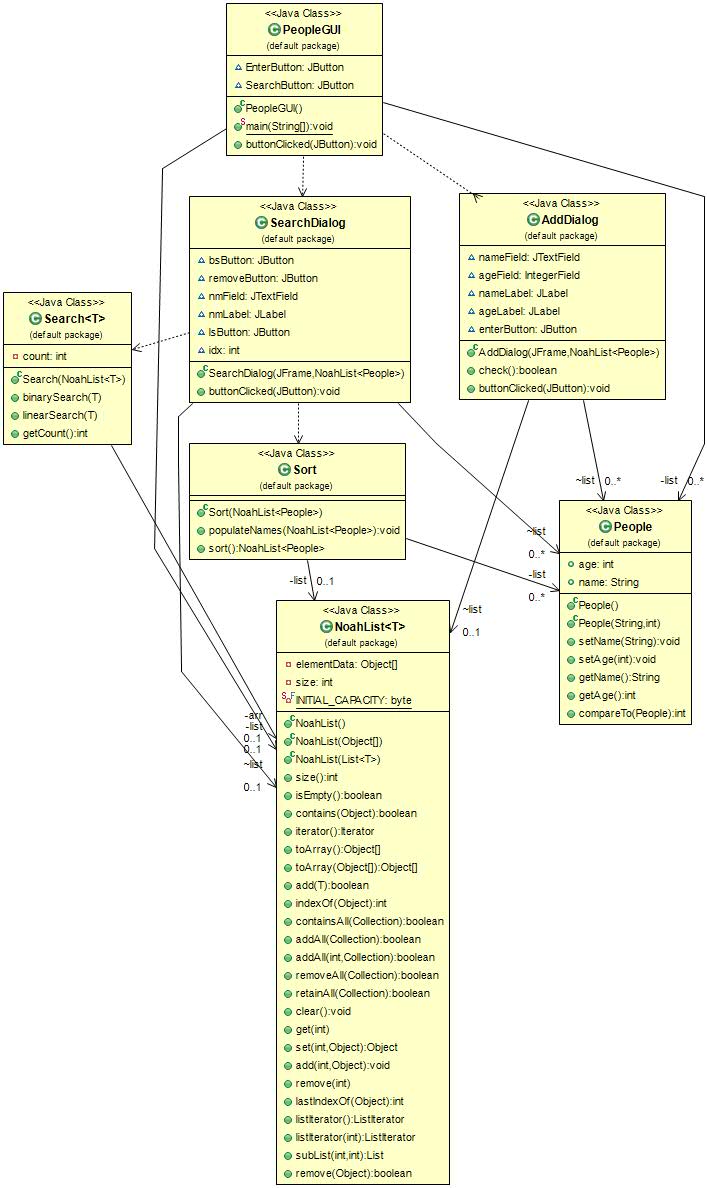 <<Java Class>>
PeopleGUI
(default package)
EnterButton: JButton
SearchButton: JButton
PeopleGUI()
main(String[]):void
buttonClicked(JButton):void
<<Java Class>>
SearchDialog
(default package)
bsButton: JButton
removeButton: JButton
nmField: JTextField
nmLabel: JLabel
lsButton: JButton
idx: int
SearchDialog(JFrame,NoahList<People>)
buttonClicked(JButton):void
<<Java Class>>
AddDialog
(default package)
nameField: JTextField
ageField: IntegerField
nameLabel: JLabel
ageLabel: JLabel
enterButton: JButton
AddDialog(JFrame,NoahList<People>)
check():boolean
buttonClicked(JButton):void
<<Java Class>>
Search<T>
(default package)
count: int
Search(NoahList<T>)
binarySearch(T)
linearSearch(T)
getCount():int
<<Java Class>>
Sort
(default package)
Sort(NoahList<People>)
populateNames(NoahList<People>):void
sort():NoahList<People>
~list 0..*
-list 0..*
<<Java Class>>
People
(default package)
age: int
name: String
People()
People(String,int)
setName(String):void
setAge(int):void
getName():String
getAge():int
compareTo(People):int
~list
0..*
-list
0..*
-list 0..1
~list
0..1
<<Java Class>>
NoahList<T>
(default package)
elementData: Object[]
size: int
INITIAL_CAPACITY: byte
NoahList()
NoahList(Object[])
NoahList(List<T>)
size():int
isEmpty():boolean
contains(Object):boolean
iterator():Iterator
toArray():Object[]
toArray(Object[]):Object[]
add(T):boolean
indexOf(Object):int
containsAll(Collection):boolean
addAll(Collection):boolean
addAll(int,Collection):boolean
removeAll(Collection):boolean
retainAll(Collection):boolean
clear():void
get(int)
set(int,Object):Object
add(int,Object):void
remove(int)
lastIndexOf(Object):int
listIterator():ListIterator
listIterator(int):ListIterator
subList(int,int):List
remove(Object):boolean
-arr
-list
0..1
0..1
~list
0..1